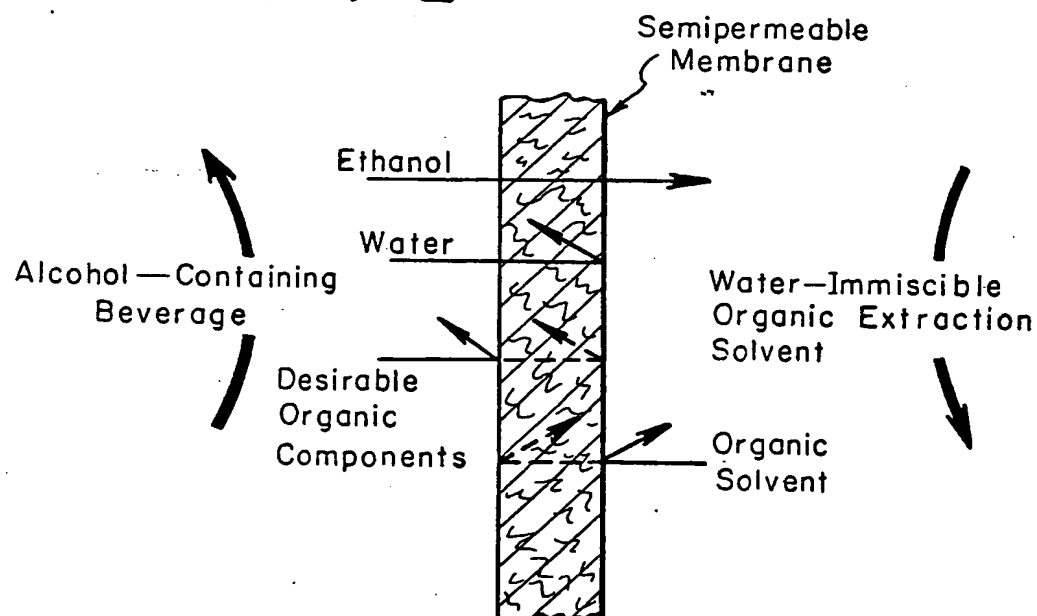 Semipermeable
Membrane
Ethanol
Water
Alcohol—Containing
Beverage
Water—Immiscible
Organic Extraction
Solvent
Desirable
Organic
Components
Organic
Solvent